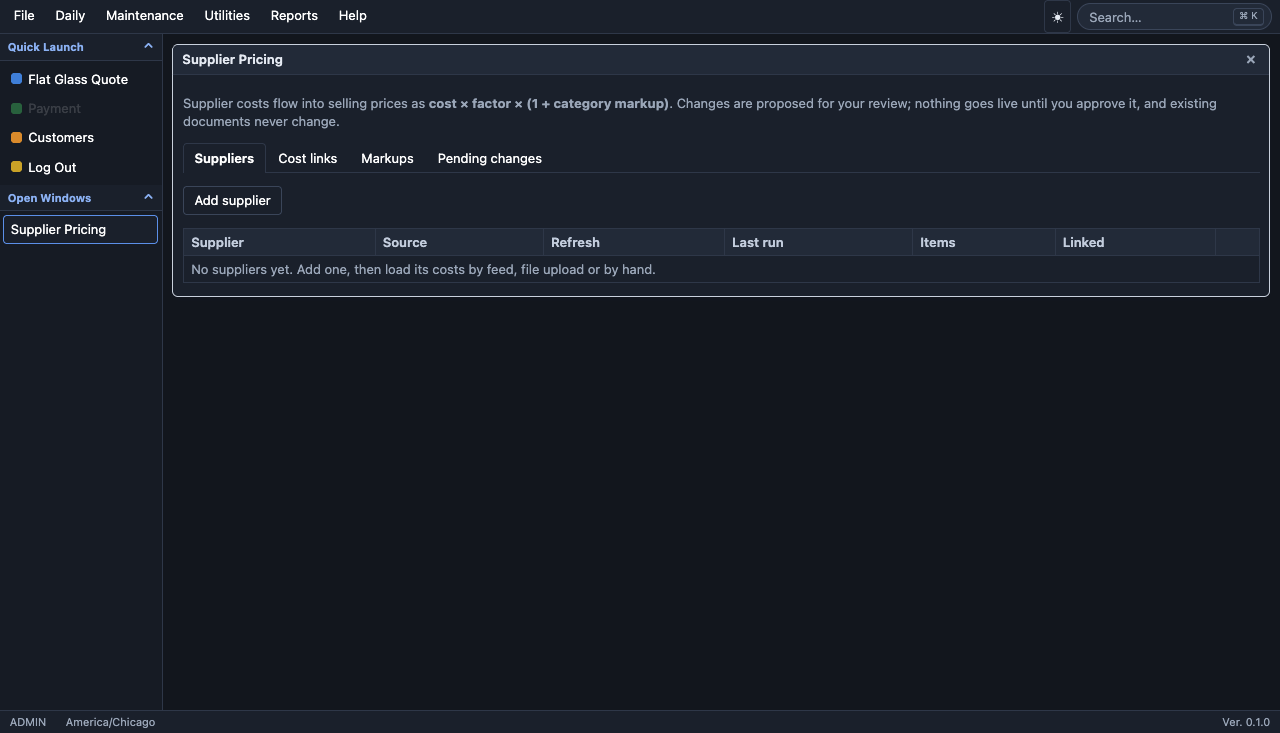 File Daily Maintenance Utilities Reports Help
Search... ⌘ K
Quick Launch
Flat Glass Quote
Payment
Customers
Log Out
Open Windows
Supplier Pricing
Supplier Pricing ×
Supplier costs flow into selling prices as cost × factor × (1 + category markup). Changes are proposed for your review; nothing goes live until you approve it, and existing
documents never change.
Suppliers Cost links Markups Pending changes
Add supplier
Supplier Source Refresh Last run Items Linked
No suppliers yet. Add one, then load its costs by feed, file upload or by hand.
ADMIN America/Chicago Ver. 0.1.0